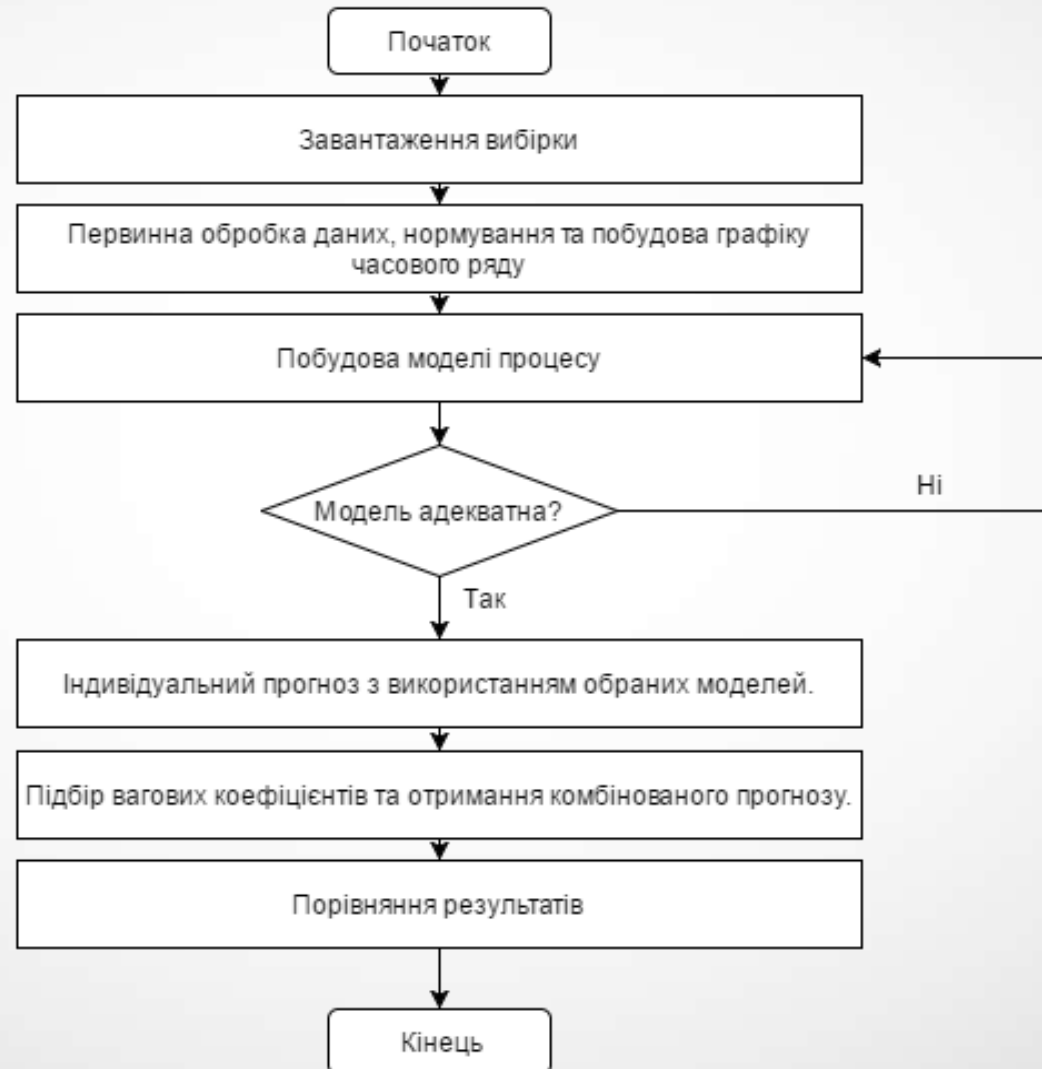 Початок
Завантаження вибірки
Первинна обробка даних, нормування та побудова графіку
часового ряду
Побудова моделі процесу
Модель адекватна?
Ні
Так
Індивідуальний прогноз з використанням обраних моделей.
Підбір вагових коефіцієнтів та отримання комбінованого прогнозу.
Порівняння результатів
Кінець